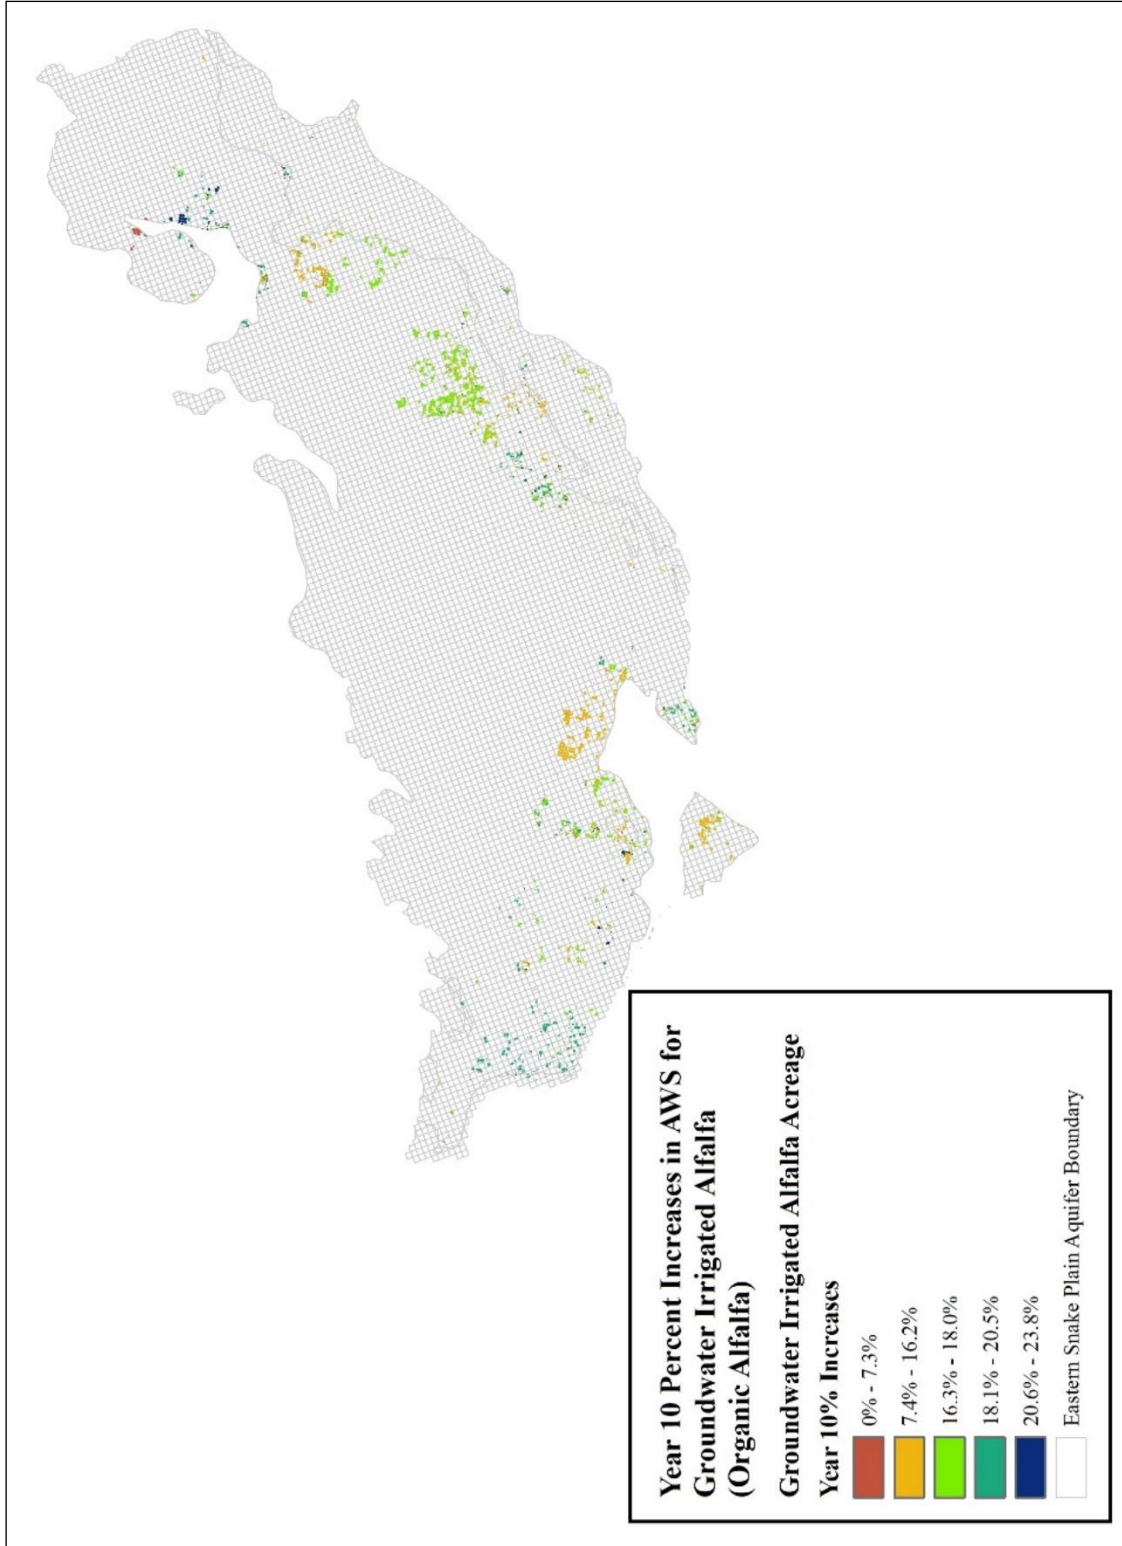 Year 10 Percent Increases in AWS for
Groundwater Irrigated Alfalfa
(Organic Alfalfa)
Groundwater Irrigated Alfalfa Acreage
Year 10% Increases
0% - 7.3%
7.4% - 16.2%
16.3% - 18.0%
18.1% - 20.5%
20.6% - 23.8%
Eastern Snake Plain Aquifer Boundary